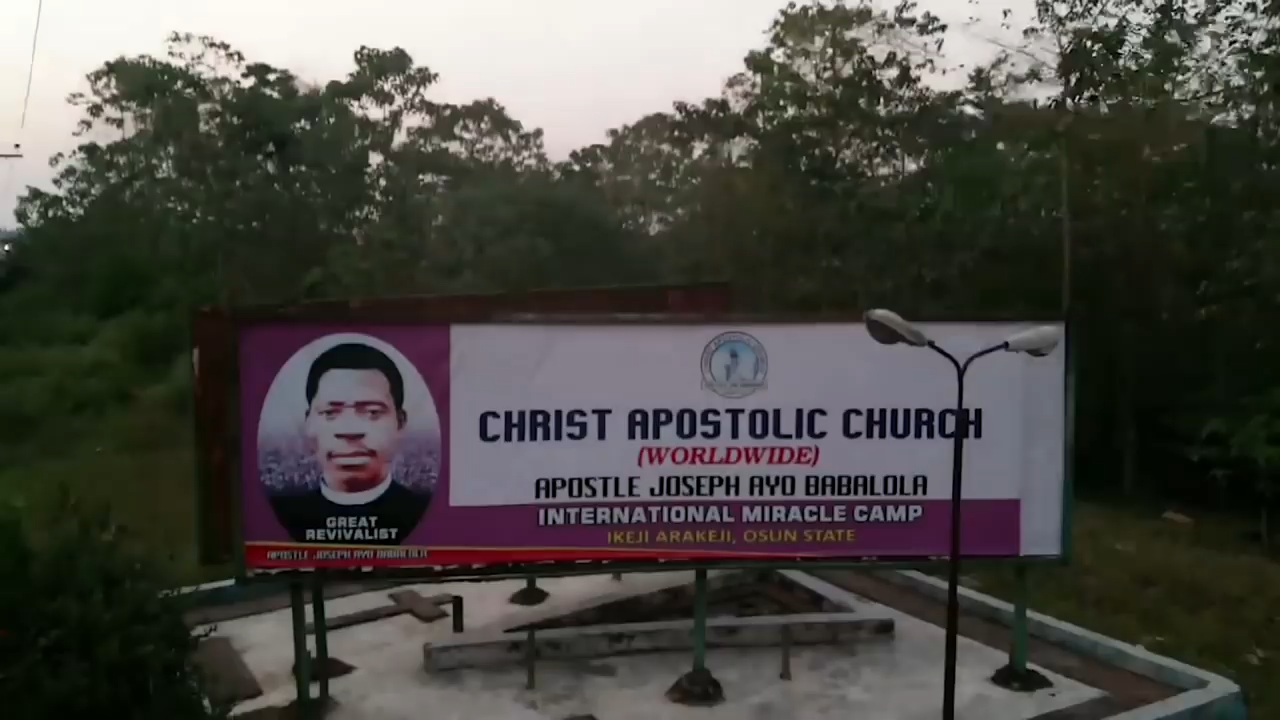 CHRIST APOSTOLIC CHURCH
(WORLDWIDE)
APOSTLE JOSEPH AYO BABALOLA
INTERNATIONAL MIRACLE CAMP
IKEJI ARAKEJI, OSUN STATE
GREAT
REVIVALIST
APOSTLE JOSEPH AYO BABALOLA